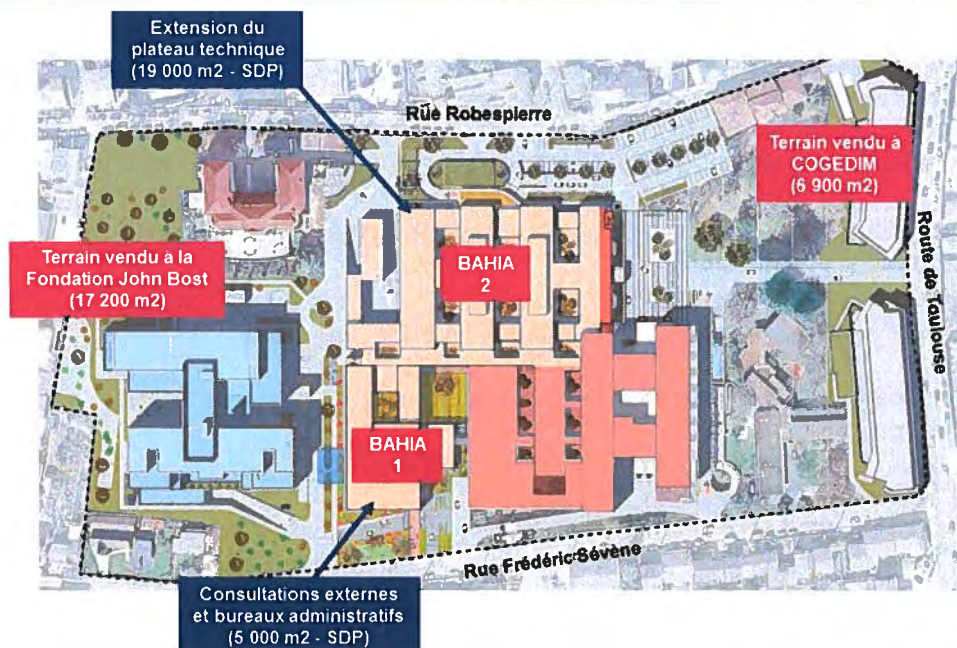 Extension du
plateau technique
(19 000 m2 - SDP)
Rue Robespierre
Terrain vendu à
COGEDIM
(6 900 m2)
Terrain vendu à la
Fondation John Bost
(17 200 m2)
BAHIA
2
Route de Toulouse
BAHIA
1
Rue Frédéric Sévène
Consultations externes
et bureaux administratifs
(5 000 m2 - SDP)